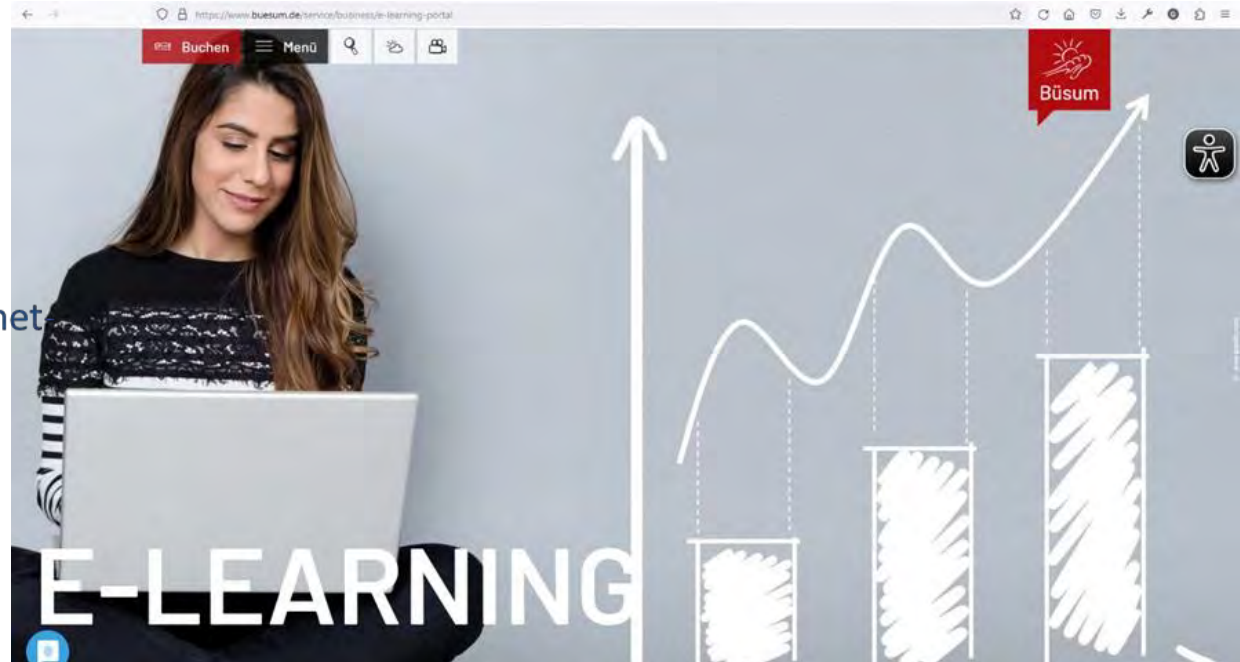 https://www.buesum.de/service/business/e-learning-portal
Buchen
Menü
Büsum
net
E-LEARNING